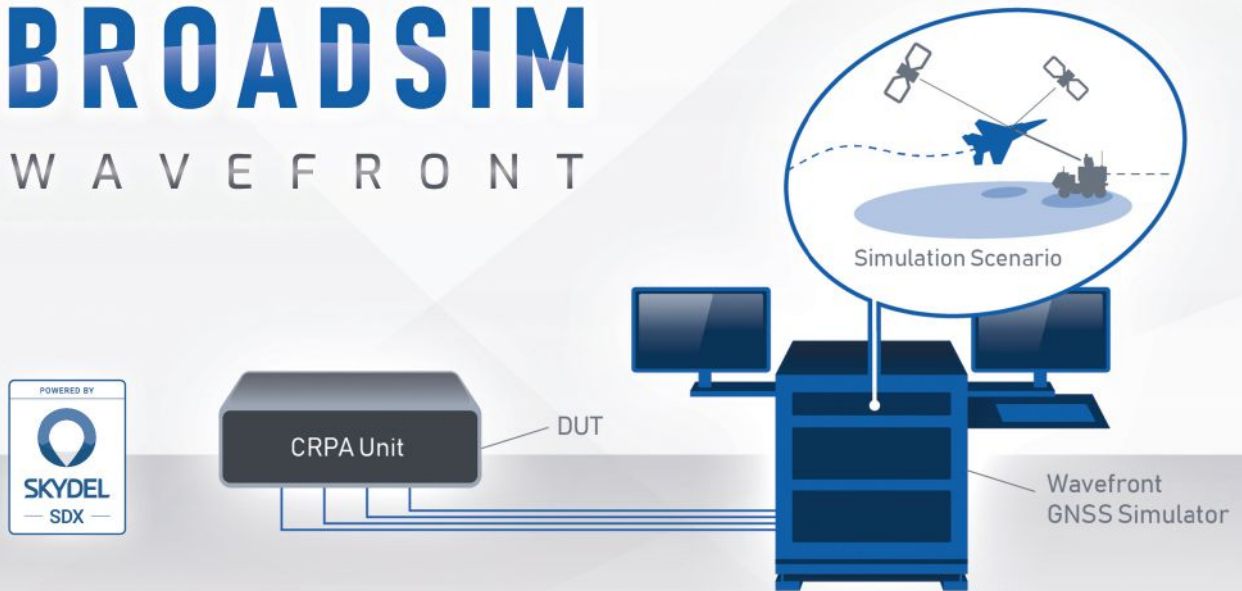 BROADSIM
WAVEFRONT
Simulation Scenario
POWERED BY
SKYDEL
SDX
CRPA Unit
DUT
Wavefront
GNSS Simulator